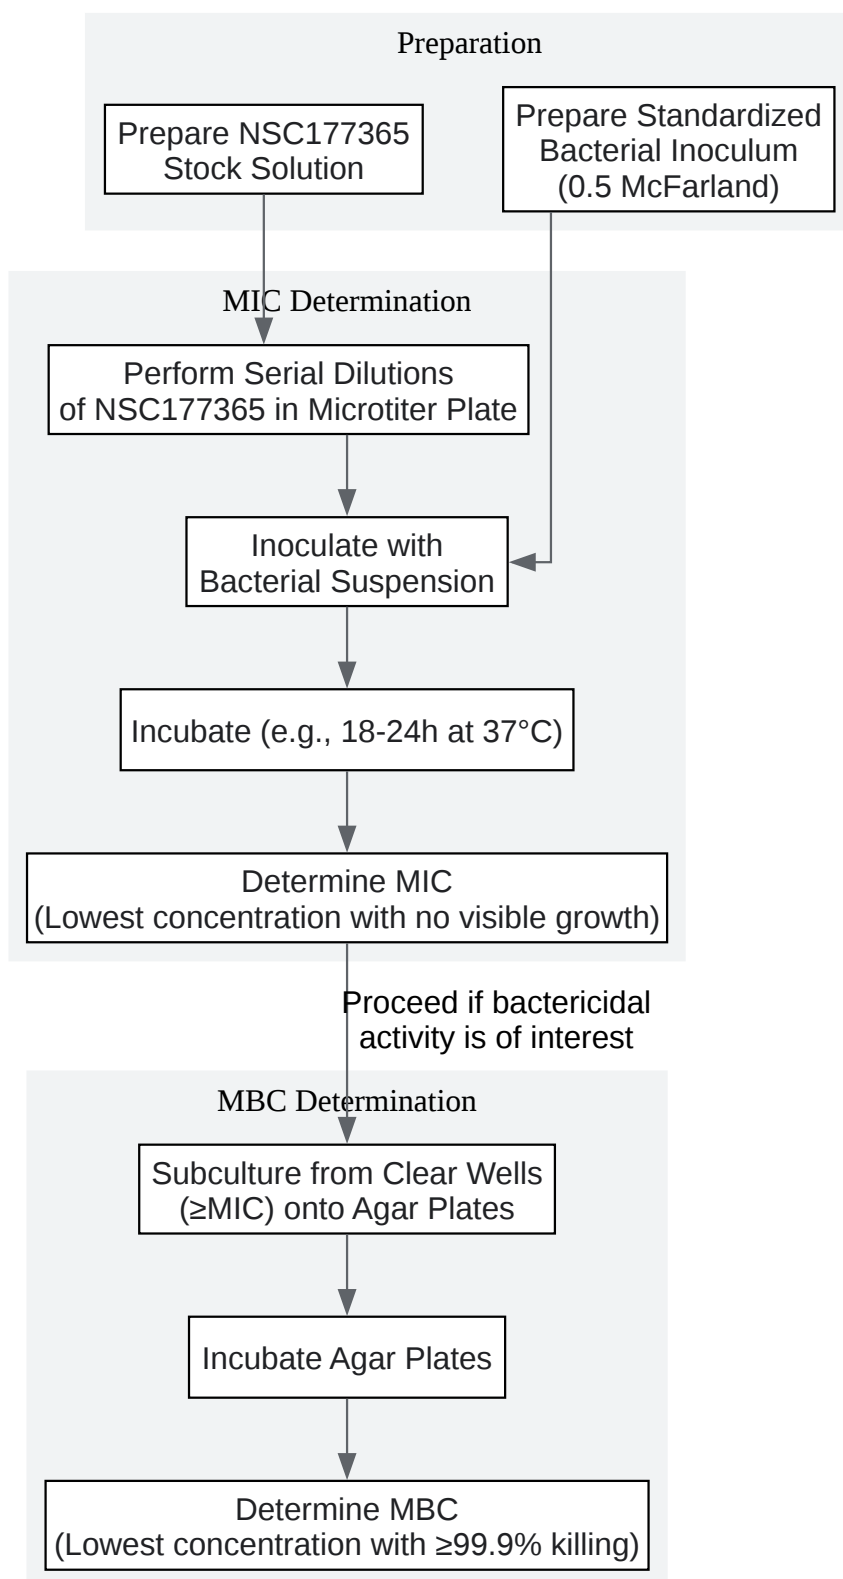 Preparation
Prepare NSC177365
Stock Solution
Prepare Standardized
Bacterial Inoculum
(0.5 McFarland)
MIC Determination
Perform Serial Dilutions
of NSC177365 in Microtiter Plate
Inoculate with
Bacterial Suspension
Incubate (e.g., 18-24h at 37°C)
Determine MIC
(Lowest concentration with no visible growth)
Proceed if bactericidal
activity is of interest
MBC Determination
Subculture from Clear Wells
(≥MIC) onto Agar Plates
Incubate Agar Plates
Determine MBC
(Lowest concentration with ≥99.9% killing)